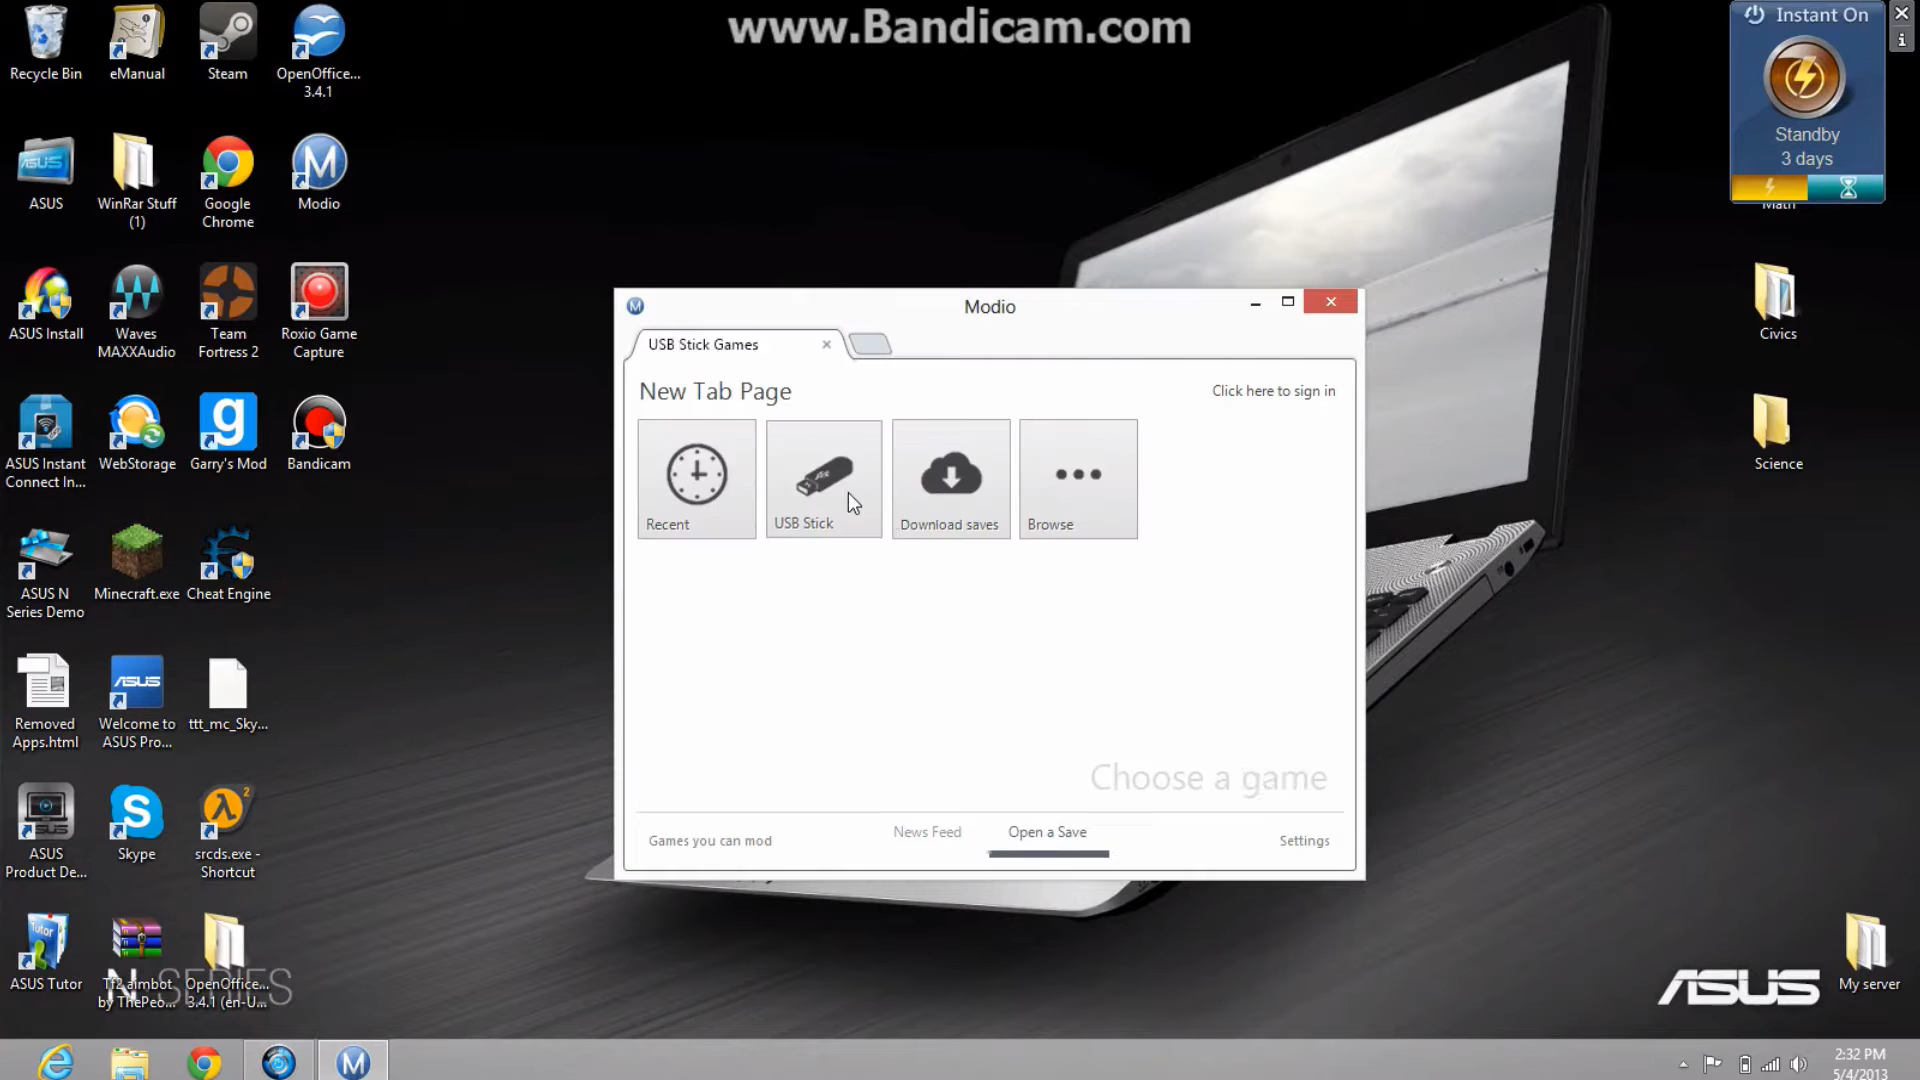 www.Bandicam.com
Recycle Bin
eManual
Steam
OpenOffice...
3.4.1
ASUS
WinRar Stuff
(1)
Google
Chrome
Modio
ASUS Install
Waves
MAXXAudio
Team
Fortress 2
Roxio Game
Capture
ASUS Instant
Connect In...
WebStorage
Garry's Mod
Bandicam
ASUS N
Series Demo
Minecraft.exe
Cheat Engine
Removed
Apps.html
Welcome to
ASUS Pro...
ttt_mc_Sky...
ASUS
Product De...
Skype
srcds.exe -
Shortcut
ASUS Tutor
Tf2 aimbot
by ThePeo...
OpenOffice...
3.4.1 (en-U...
N SERIES
Instant On
Standby
3 days
Math
Civics
Science
My server
ASUS
Modio
USB Stick Games
New Tab Page
Click here to sign in
Recent
USB Stick
Download saves
Browse
Choose a game
Games you can mod
News Feed
Open a Save
Settings
2:32 PM
5/4/2013